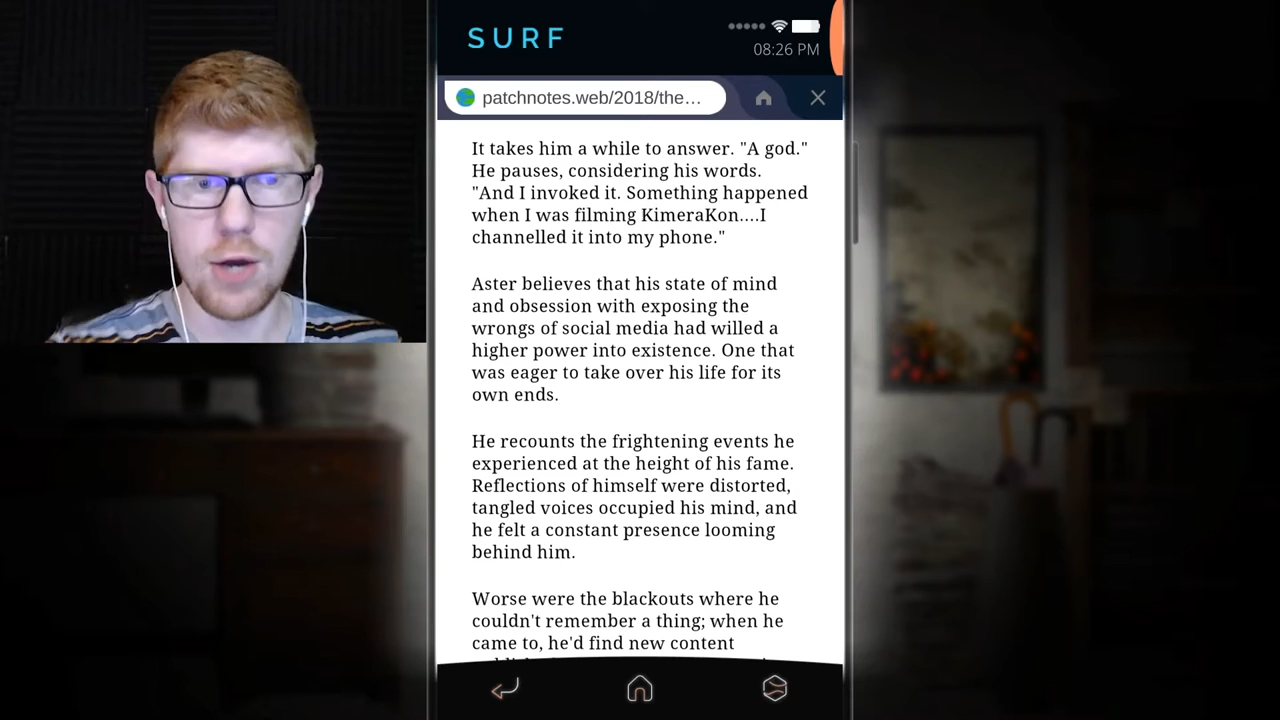 SURF
08:26 PM
patchnotes.web/2018/the...
It takes him a while to answer. "A god."
He pauses, considering his words.
"And I invoked it. Something happened
when I was filming KimeraKon....I
channelled it into my phone."
Aster believes that his state of mind
and obsession with exposing the
wrongs of social media had willed a
higher power into existence. One that
was eager to take over his life for its
own ends.
He recounts the frightening events he
experienced at the height of his fame.
Reflections of himself were distorted,
tangled voices occupied his mind, and
he felt a constant presence looming
behind him.
Worse were the blackouts where he
couldn't remember a thing; when he
came to, he'd find new content